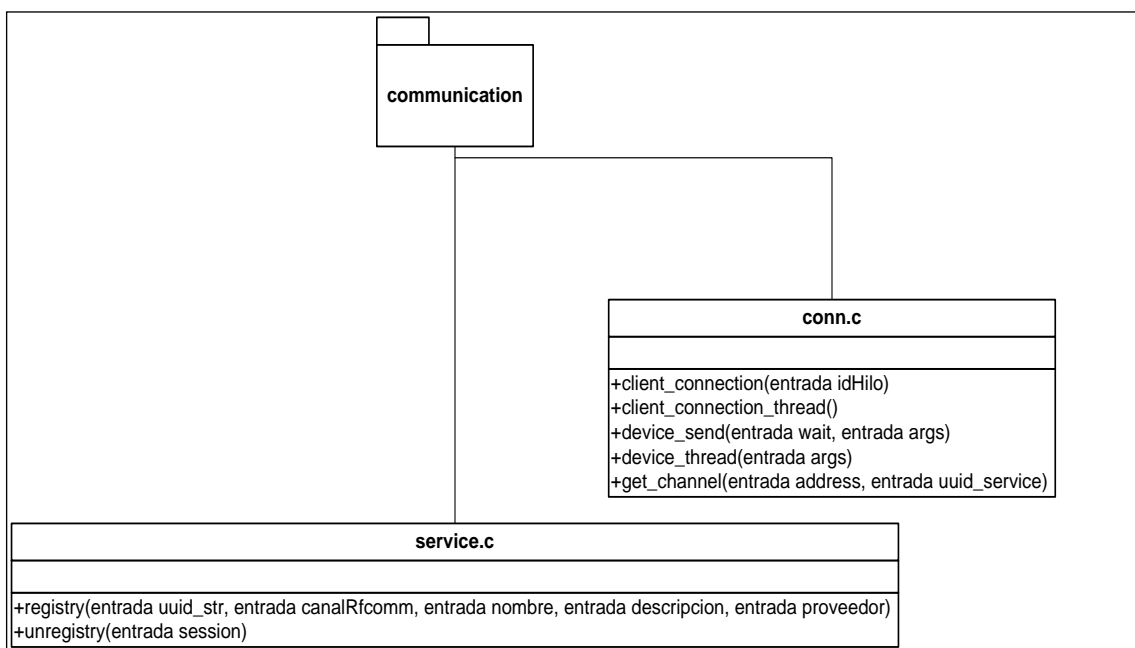 communication
conn.c
+client_connection(entrada idHilo)
+client_connection_thread()
+device_send(entrada wait, entrada args)
+device_thread(entrada args)
+get_channel(entrada address, entrada uuid_service)
service.c
+registry(entrada uuid_str, entrada canalRfcomm, entrada nombre, entrada descripcion, entrada proveedor)
+unregistry(entrada session)